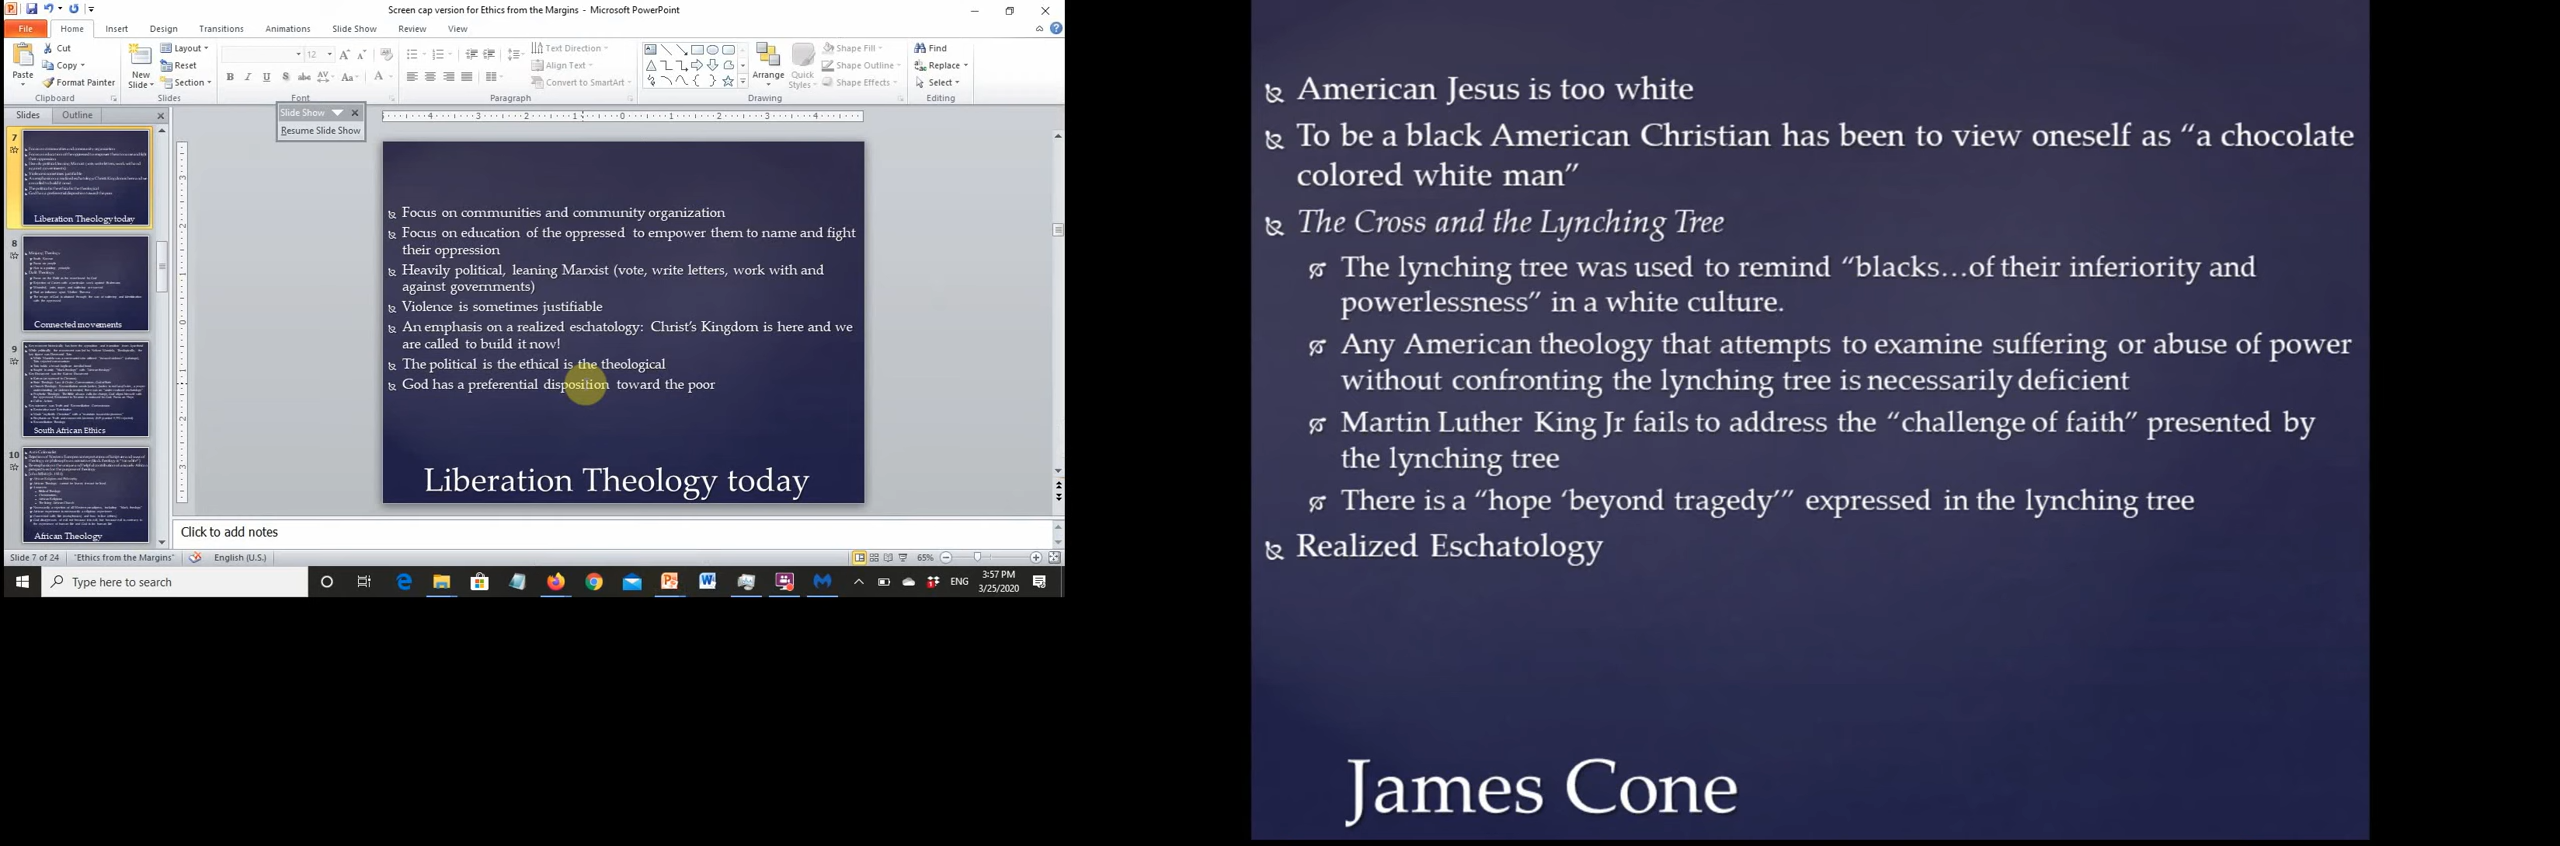 Screen cap version for Ethics from the Margins - Microsoft PowerPoint
File Home Insert Design Transitions Animations Slide Show Review View
Paste
Cut
Copy
Format Painter
Clipboard
New Slide
Layout
Reset
Section
Slides
12
B I U S abc AV Aa A
Font
Text Direction
Align Text
Convert to SmartArt
Paragraph
Arrange
Quick Styles
Shape Fill
Shape Outline
Shape Effects
Drawing
Find
Replace
Select
Editing
Slides Outline
Slide Show
Resume Slide Show
7
Liberation Theology today
8
Connected movements
9
South African Ethics
10
African Theology
Focus on communities and community organization
Focus on education of the oppressed to empower them to name and fight
their oppression
Heavily political, leaning Marxist (vote, write letters, work with and
against governments)
Violence is sometimes justifiable
An emphasis on a realized eschatology: Christ's Kingdom is here and we
are called to build it now!
The political is the ethical is the theological
God has a preferential disposition toward the poor
Liberation Theology today
Click to add notes
Slide 7 of 24 "Ethics from the Margins" English (U.S.) 65%
Type here to search
ENG
3:57 PM
3/25/2020
American Jesus is too white
To be a black American Christian has been to view oneself as “a chocolate
colored white man”
The Cross and the Lynching Tree
The lynching tree was used to remind “blacks…of their inferiority and
powerlessness” in a white culture.
Any American theology that attempts to examine suffering or abuse of power
without confronting the lynching tree is necessarily deficient
Martin Luther King Jr fails to address the “challenge of faith” presented by
the lynching tree
There is a “hope ‘beyond tragedy’” expressed in the lynching tree
Realized Eschatology
James Cone